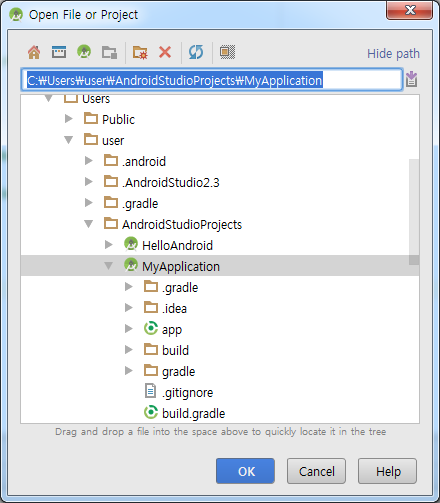 Open File or Project
Hide path
C:₩Users₩user₩AndroidStudioProjects₩MyApplication
Users
Public
user
.android
.AndroidStudio2.3
.gradle
AndroidStudioProjects
HelloAndroid
MyApplication
.gradle
.idea
app
build
gradle
.gitignore
build.gradle
Drag and drop a file into the space above to quickly locate it in the tree
OK
Cancel
Help